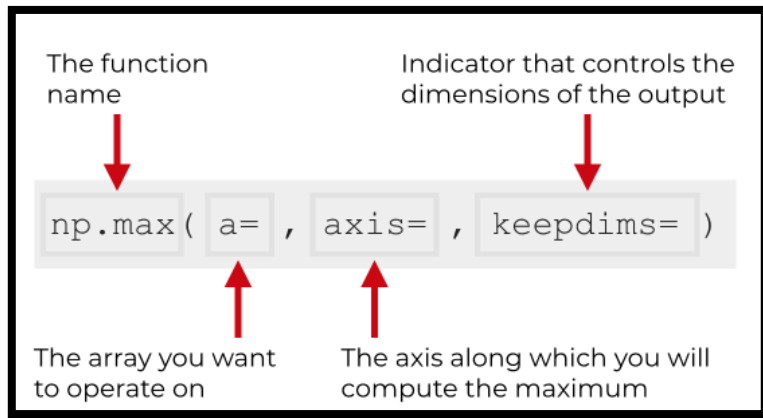 The function
name
Indicator that controls the
dimensions of the output
np.max( a= , axis= , keepdims= )
The array you want
to operate on
The axis along which you will
compute the maximum